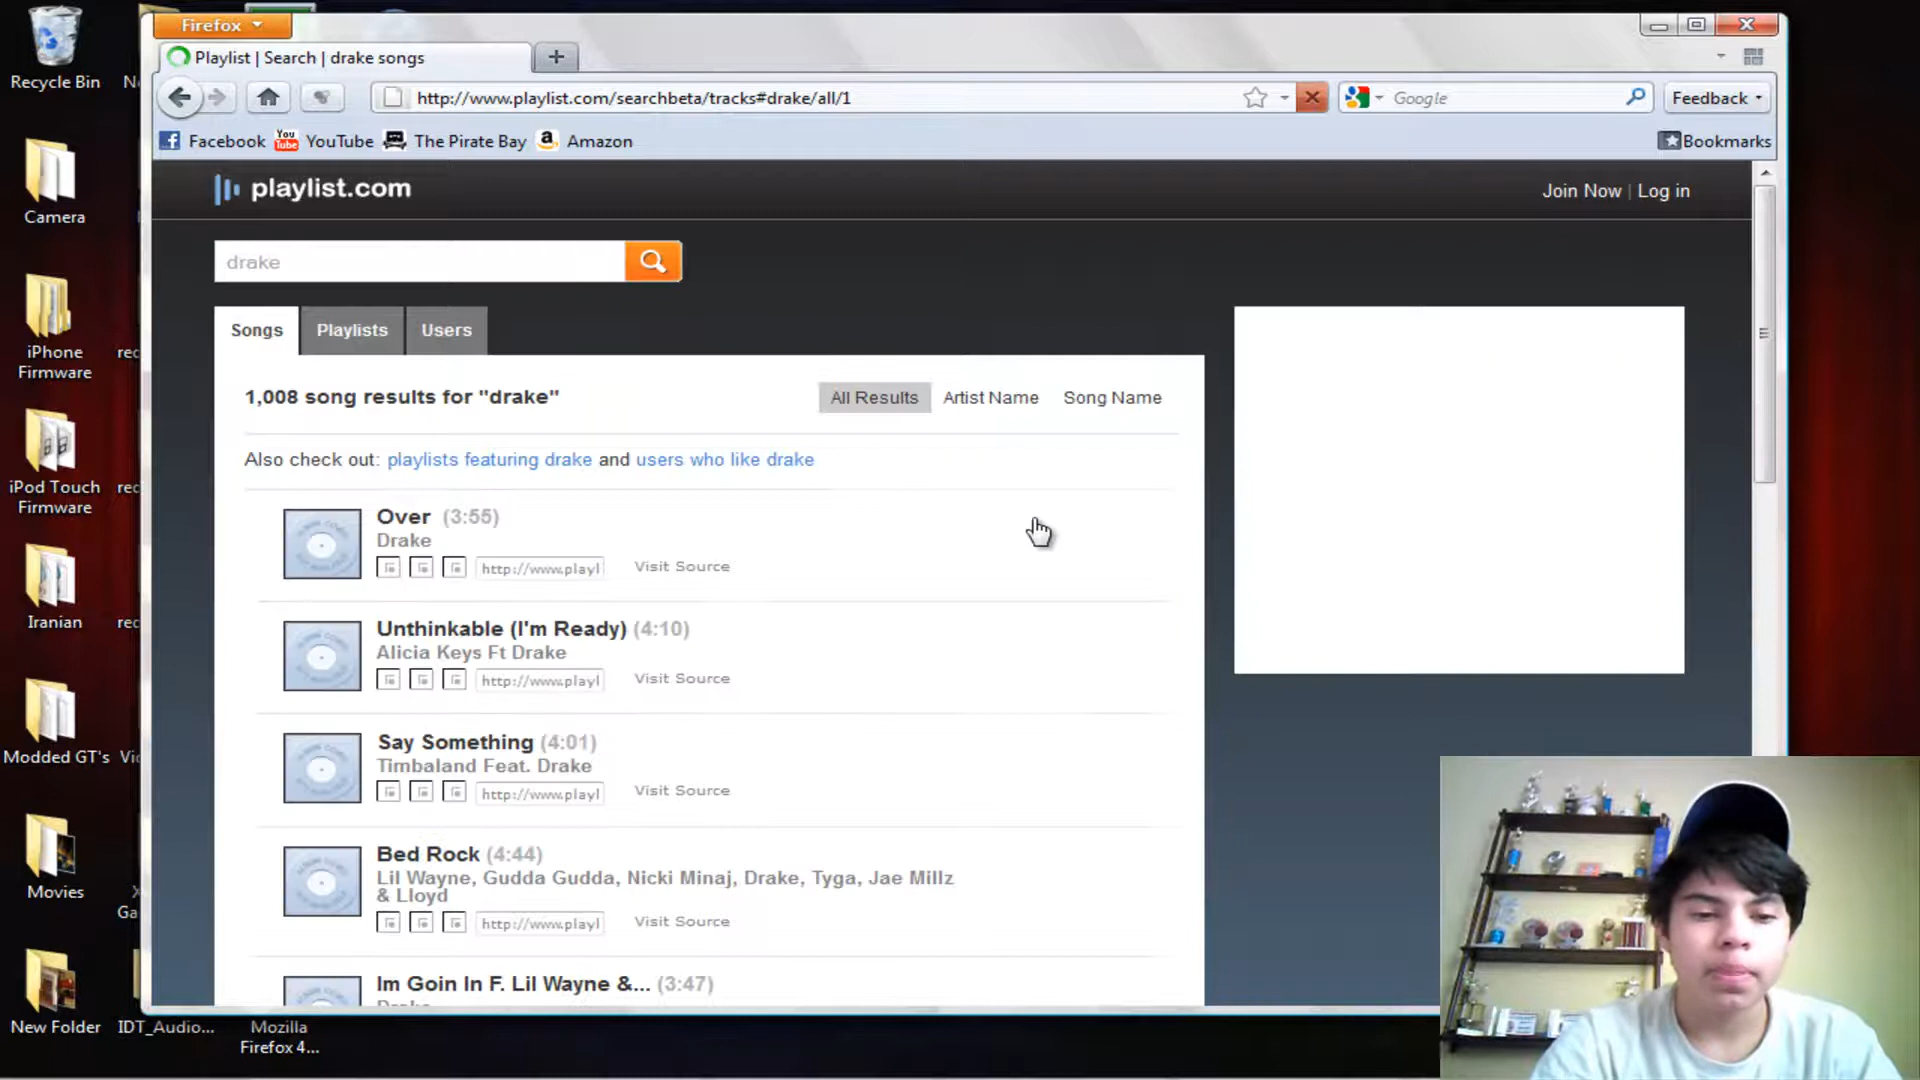 Firefox
Recycle Bin
Playlist | Search | drake songs
http://www.playlist.com/searchbeta/tracks#drake/all/1
Google
Feedback
Facebook
You Tube YouTube
The Pirate Bay
a Amazon
Bookmarks
playlist.com
Join Now | Log in
Camera
drake
Songs
Playlists
Users
iPhone
Firmware
1,008 song results for "drake"
All Results
Artist Name
Song Name
Also check out: playlists featuring drake and users who like drake
iPod Touch
Firmware
Over (3:55)
Drake
http://www.playl
Visit Source
Iranian
Unthinkable (I'm Ready) (4:10)
Alicia Keys Ft Drake
http://www.playl
Visit Source
Modded GT's
Say Something (4:01)
Timbaland Feat. Drake
http://www.playl
Visit Source
Movies
Bed Rock (4:44)
Lil Wayne, Gudda Gudda, Nicki Minaj, Drake, Tyga, Jae Millz
& Lloyd
http://www.playl
Visit Source
Im Goin In F. Lil Wayne &... (3:47)
Drake
New Folder
IDT_Audio...
Mozilla
Firefox 4...